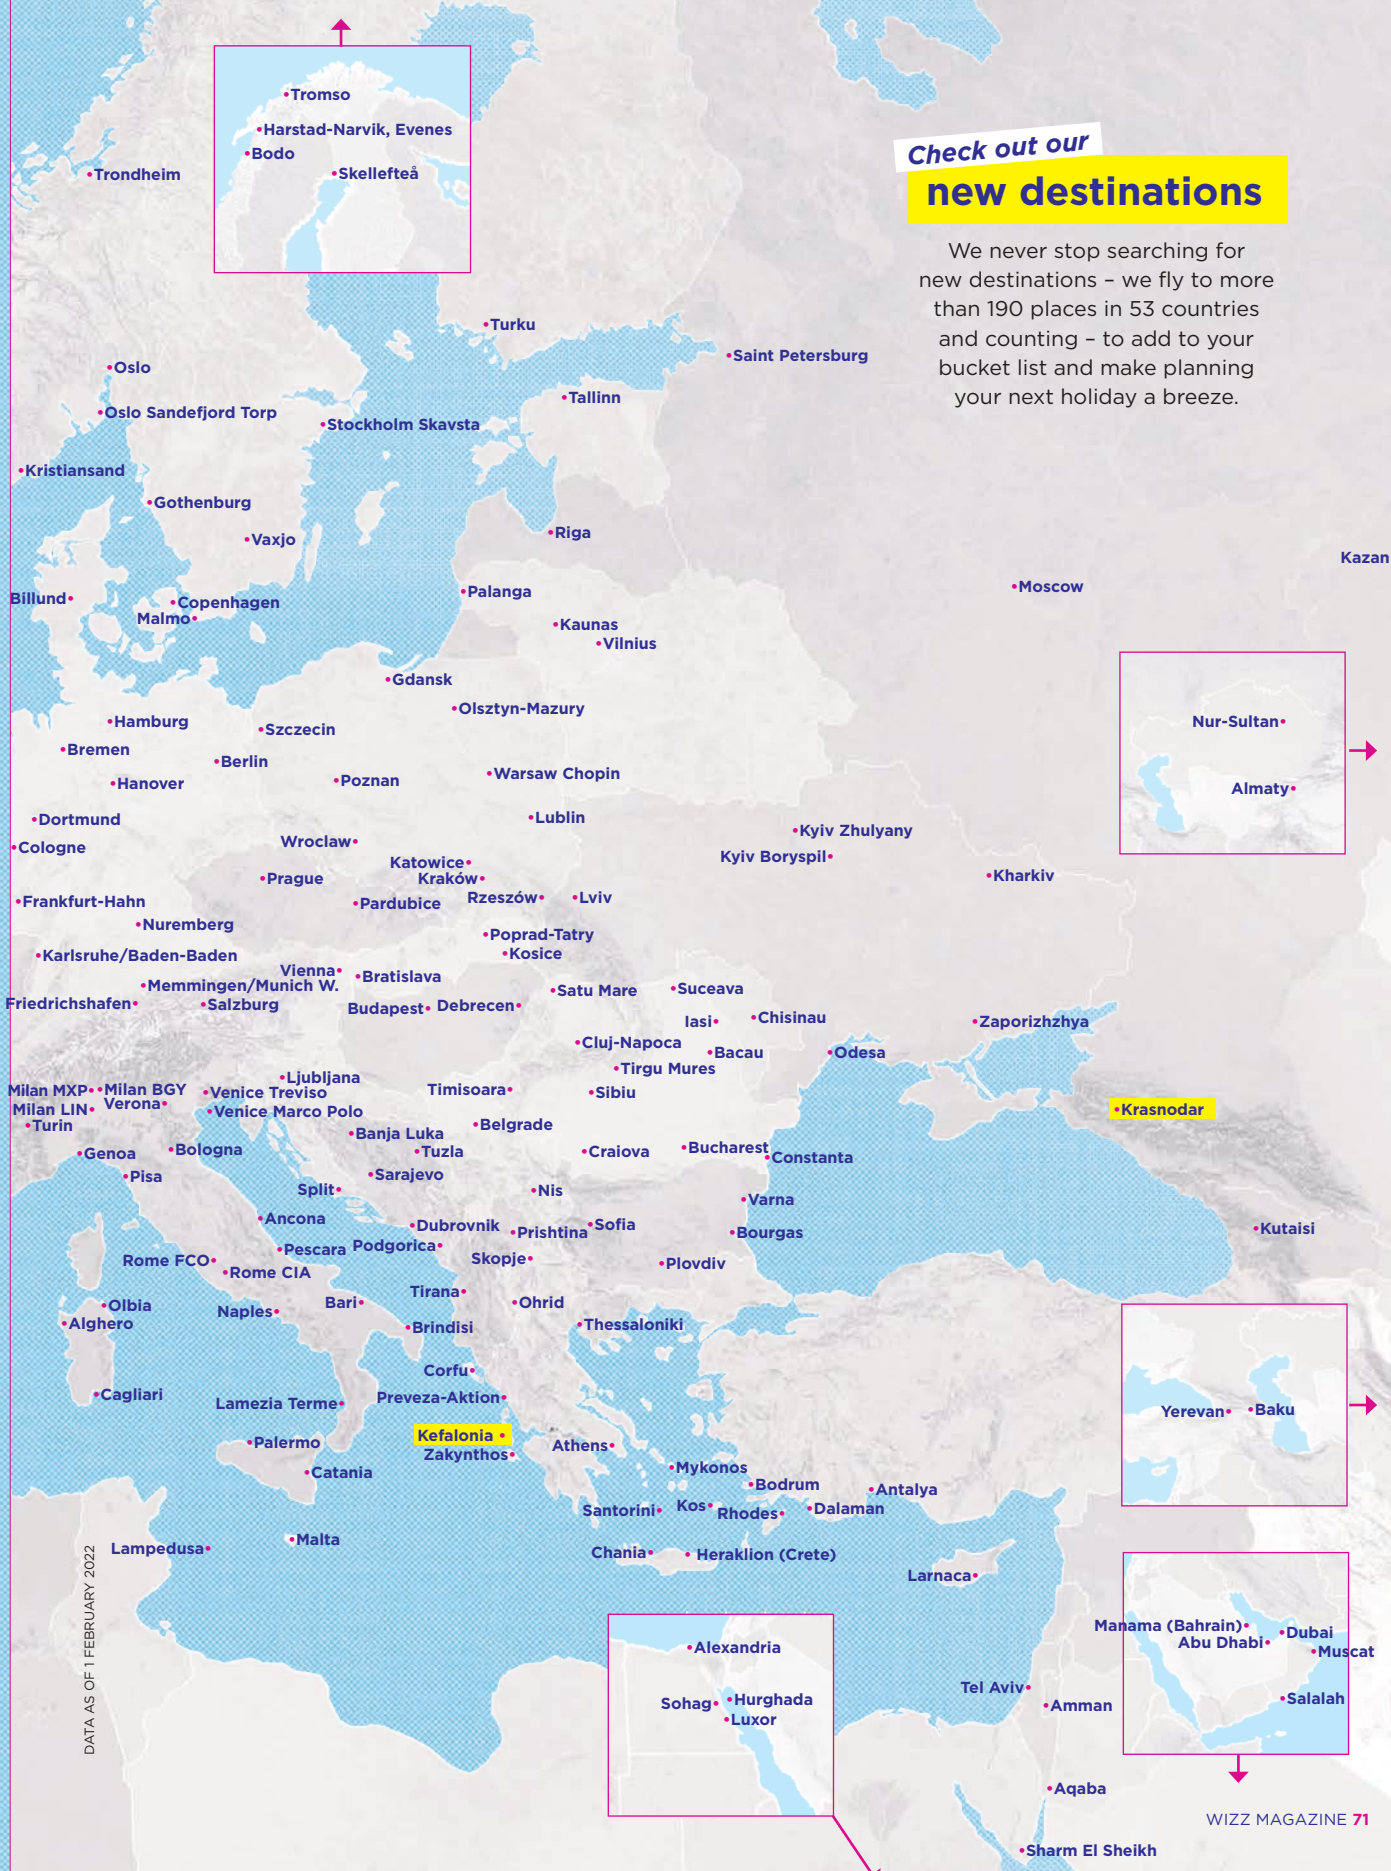 Tromso
Harstad-Narvik, Evenes
Bodo
Skellefteå
Trondheim
Check out our
new destinations
We never stop searching for
new destinations – we fly to more
than 190 places in 53 countries
and counting – to add to your
bucket list and make planning
your next holiday a breeze.
Turku
Saint Petersburg
Oslo
Tallinn
Oslo Sandefjord Torp
Stockholm Skavsta
Kristiansand
Gothenburg
Riga
Vaxjo
Kazan
Moscow
Palanga
Billund
Copenhagen
Malmo
Kaunas
Vilnius
Gdansk
Olsztyn-Mazury
Hamburg
Szczecin
Nur-Sultan
Bremen
Berlin
Warsaw Chopin
Hanover
Poznan
Almaty
Dortmund
Lublin
Kyiv Zhulyany
Cologne
Wroclaw
Kyiv Boryspil
Katowice
Kraków
Prague
Kharkiv
Frankfurt-Hahn
Pardubice
Rzeszów
Lviv
Nuremberg
Poprad-Tatry
Kosice
Karlsruhe/Baden-Baden
Vienna
Bratislava
Memmingen/Munich W.
Satu Mare
Suceava
Friedrichshafen
Salzburg
Budapest
Debrecen
Iasi
Chisinau
Zaporizhzhya
Cluj-Napoca
Bacau
Odesa
Tirgu Mures
Ljubljana
Milan MXP
Milan BGY
Venice Treviso
Timisoara
Sibiu
Milan LIN
Verona
Venice Marco Polo
Krasnodar
Turin
Banja Luka
Belgrade
Genoa
Bologna
Tuzla
Craiova
Bucharest
Constanta
Pisa
Sarajevo
Split
Nis
Varna
Ancona
Dubrovnik
Prishtina
Sofia
Bourgas
Kutaisi
Pescara
Podgorica
Rome FCO
Skopje
Plovdiv
Rome CIA
Tirana
Olbia
Naples
Bari
Ohrid
Alghero
Brindisi
Thessaloniki
Corfu
Cagliari
Lamezia Terme
Preveza-Aktion
Yerevan
Baku
Kefalonia
Palermo
Zakynthos
Athens
Catania
Mykonos
Bodrum
Antalya
Santorini
Kos
Rhodes
Dalaman
Malta
Lampedusa
Chania
Heraklion (Crete)
Larnaca
DATA AS OF 1 FEBRUARY 2022
Manama (Bahrain)
Dubai
Abu Dhabi
Muscat
Alexandria
Tel Aviv
Salalah
Sohag
Hurghada
Luxor
Amman
Aqaba
WIZZ MAGAZINE 71
Sharm El Sheikh